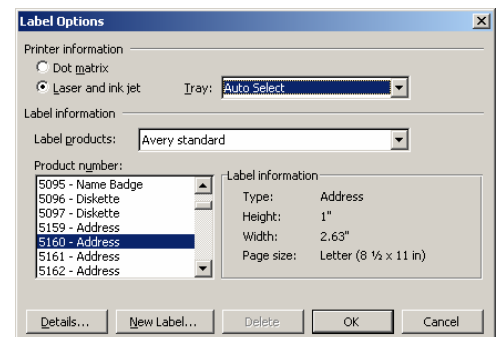 Label Options
Printer information
Dot matrix
Laser and ink jet Tray: Auto Select
Label information
Label products: Avery standard
Product number:
5095 - Name Badge
5096 - Diskette
5097 - Diskette
5159 - Address
5160 - Address
5161 - Address
5162 - Address
Label information
Type: Address
Height: 1"
Width: 2.63"
Page size: Letter (8 ½ x 11 in)
Details... New Label... Delete OK Cancel